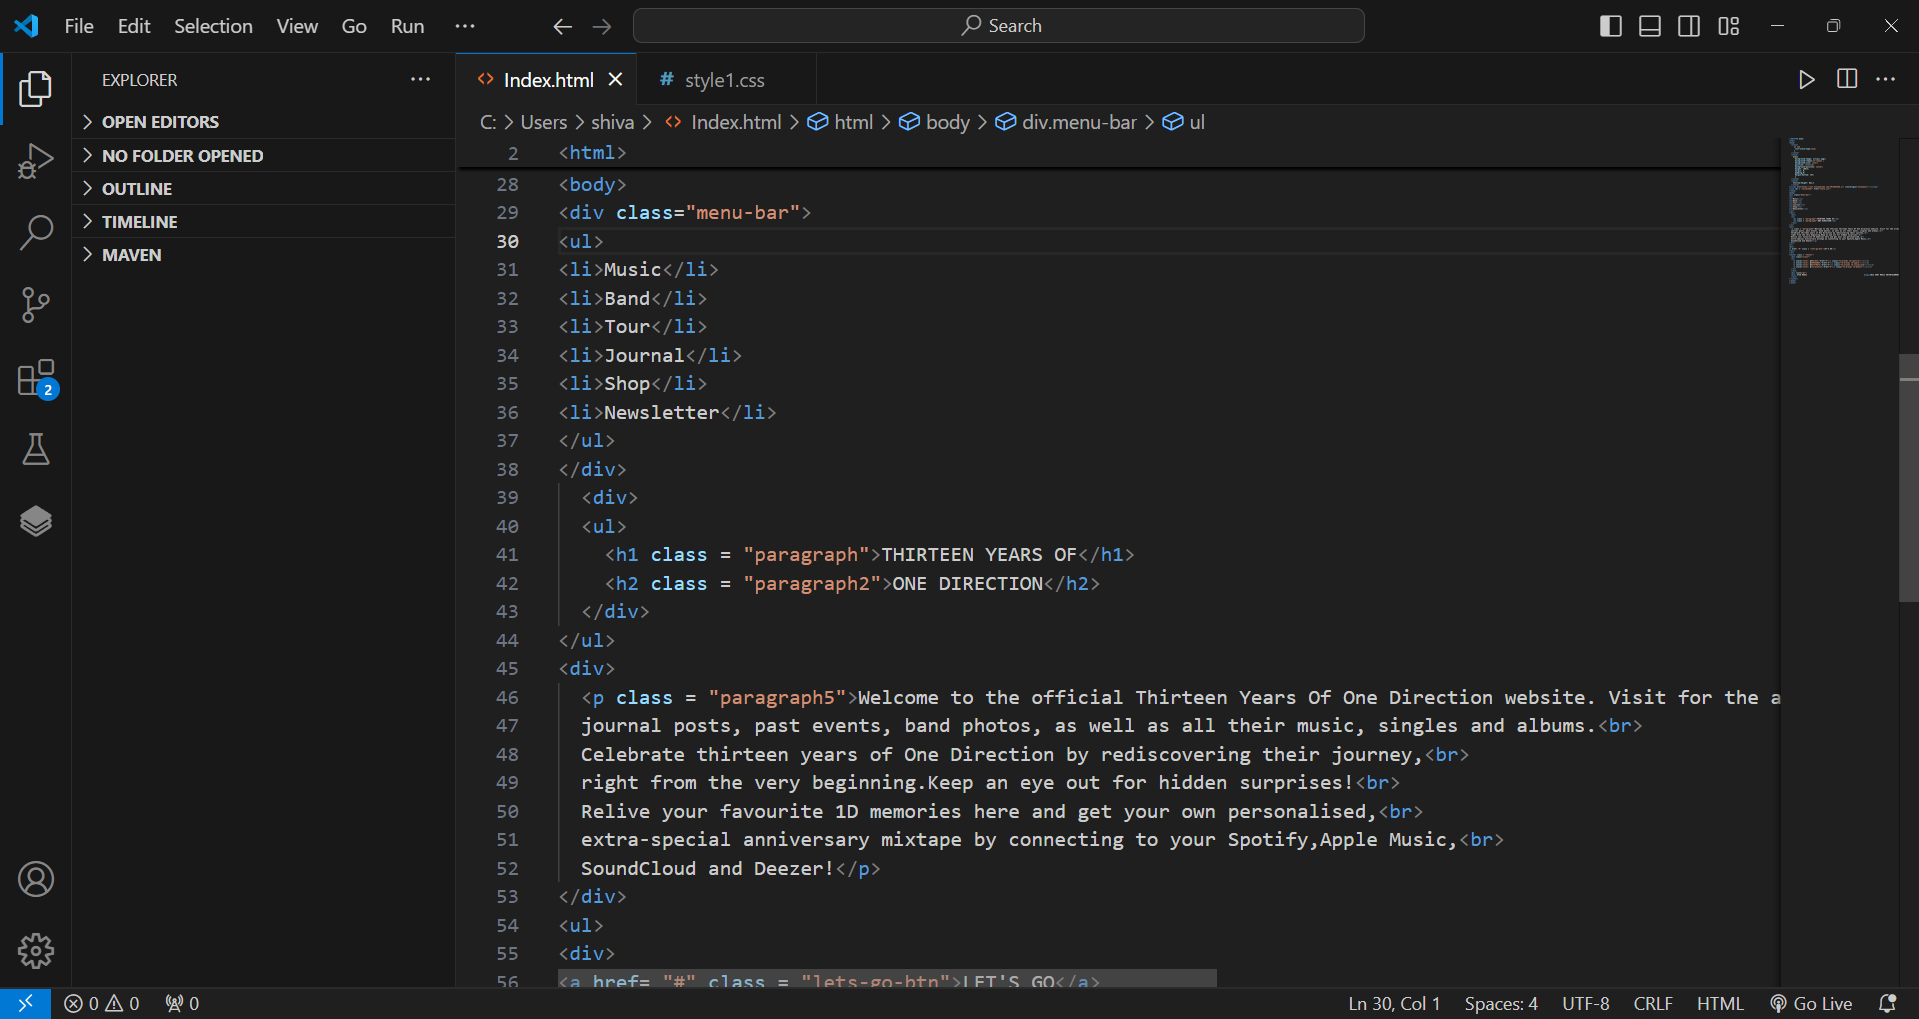 File Edit Selection View Go Run ··· Search
EXPLORER ···
OPEN EDITORS
NO FOLDER OPENED
OUTLINE
TIMELINE
MAVEN
2
<> Index.html × # style1.css
C: > Users > shiva > <> Index.html > html > body > div.menu-bar > ul
2 <html>
28 <body>
29 <div class="menu-bar">
30 <ul>
31 <li>Music</li>
32 <li>Band</li>
33 <li>Tour</li>
34 <li>Journal</li>
35 <li>Shop</li>
36 <li>Newsletter</li>
37 </ul>
38 </div>
39 <div>
40 <ul>
41 <h1 class = "paragraph">THIRTEEN YEARS OF</h1>
42 <h2 class = "paragraph2">ONE DIRECTION</h2>
43 </div>
44 </ul>
45 <div>
46 <p class = "paragraph5">Welcome to the official Thirteen Years Of One Direction website. Visit for the a
47 journal posts, past events, band photos, as well as all their music, singles and albums.<br>
48 Celebrate thirteen years of One Direction by rediscovering their journey,<br>
49 right from the very beginning.Keep an eye out for hidden surprises!<br>
50 Relive your favourite 1D memories here and get your own personalised,<br>
51 extra-special anniversary mixtape by connecting to your Spotify,Apple Music,<br>
52 SoundCloud and Deezer!</p>
53 </div>
54 <ul>
55 <div>
56 <a href= "#" class = "lets-go-btn">LET'S GO</a>
0 0 0 Ln 30, Col 1 Spaces: 4 UTF-8 CRLF HTML Go Live